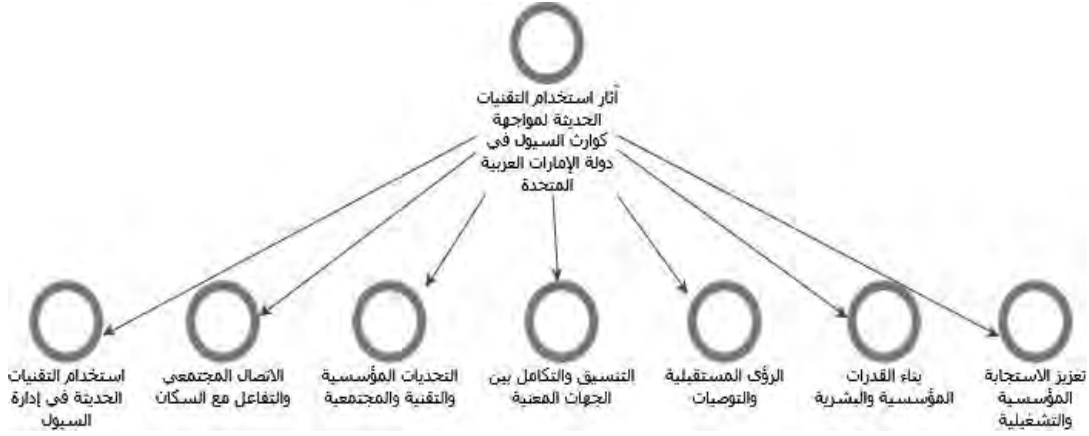 آثار استخدام التقنيات
الحديثة لمواجهة
كوارث السيول في
دولة الإمارات العربية
المتحدة
تعزيز الاستجابة
المؤسسية
والتشغيلية
بناء القدرات
المؤسسية والبشرية
الرؤى المستقبلية
والتوصيات
التنسيق والتكامل بين
الجهات المعنية
التحديات المؤسسية
والتقنية والمجتمعية
الاتصال المجتمعي
والتفاعل مع السكان
استخدام التقنيات
الحديثة في إدارة
السيول